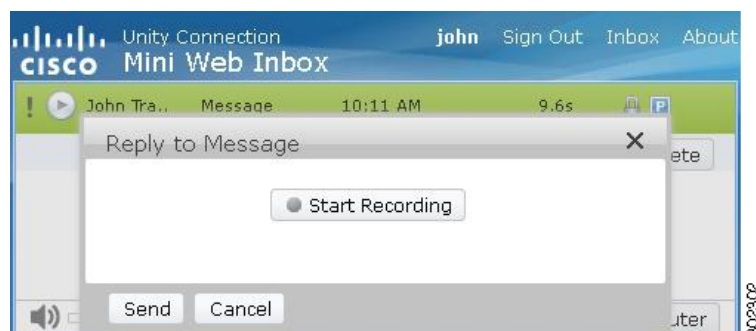 Unity Connection john Sign Out Inbox About
CISCO Mini Web Inbox
! John Tra.. Message 10:11 AM 9.6s P
Reply to Message
ete
Start Recording
Send Cancel
uter